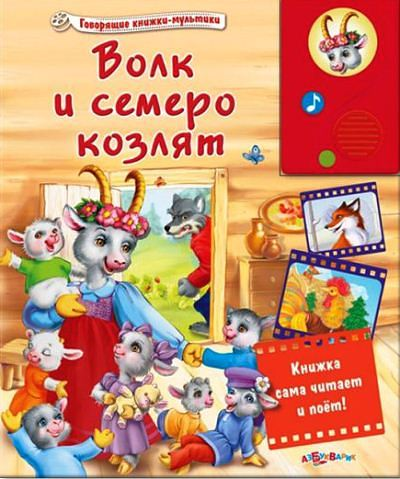 Говорящие книжки-мультики
Волк
и семеро
козлят
Книжка
сама читает
и поёт!
АЗБУКВАРИК